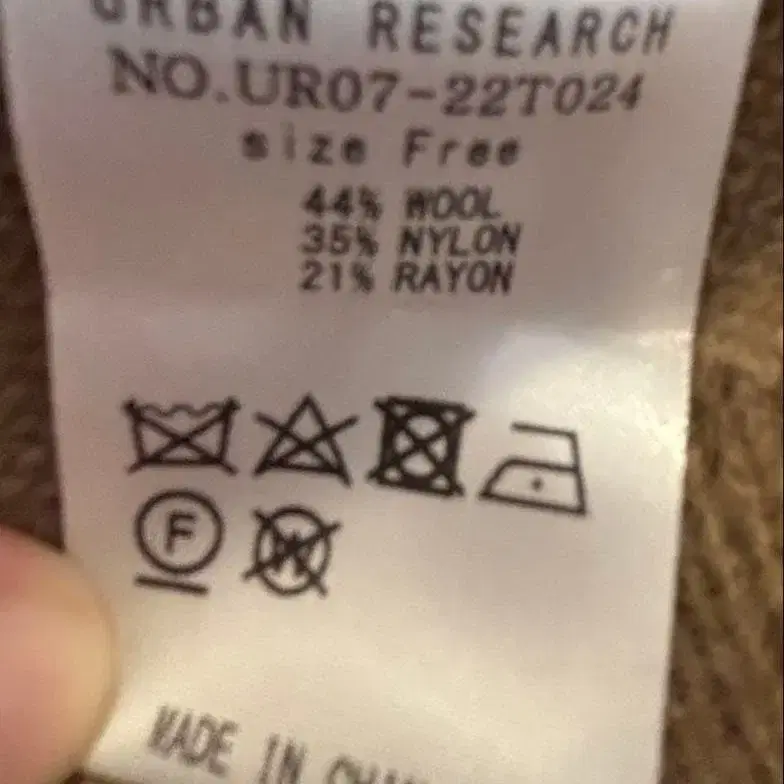 URBAN RESEARCH
NO.UR07-22T024
size Free
44% WOOL
35% NYLON
21% RAYON
F
W
MADE IN